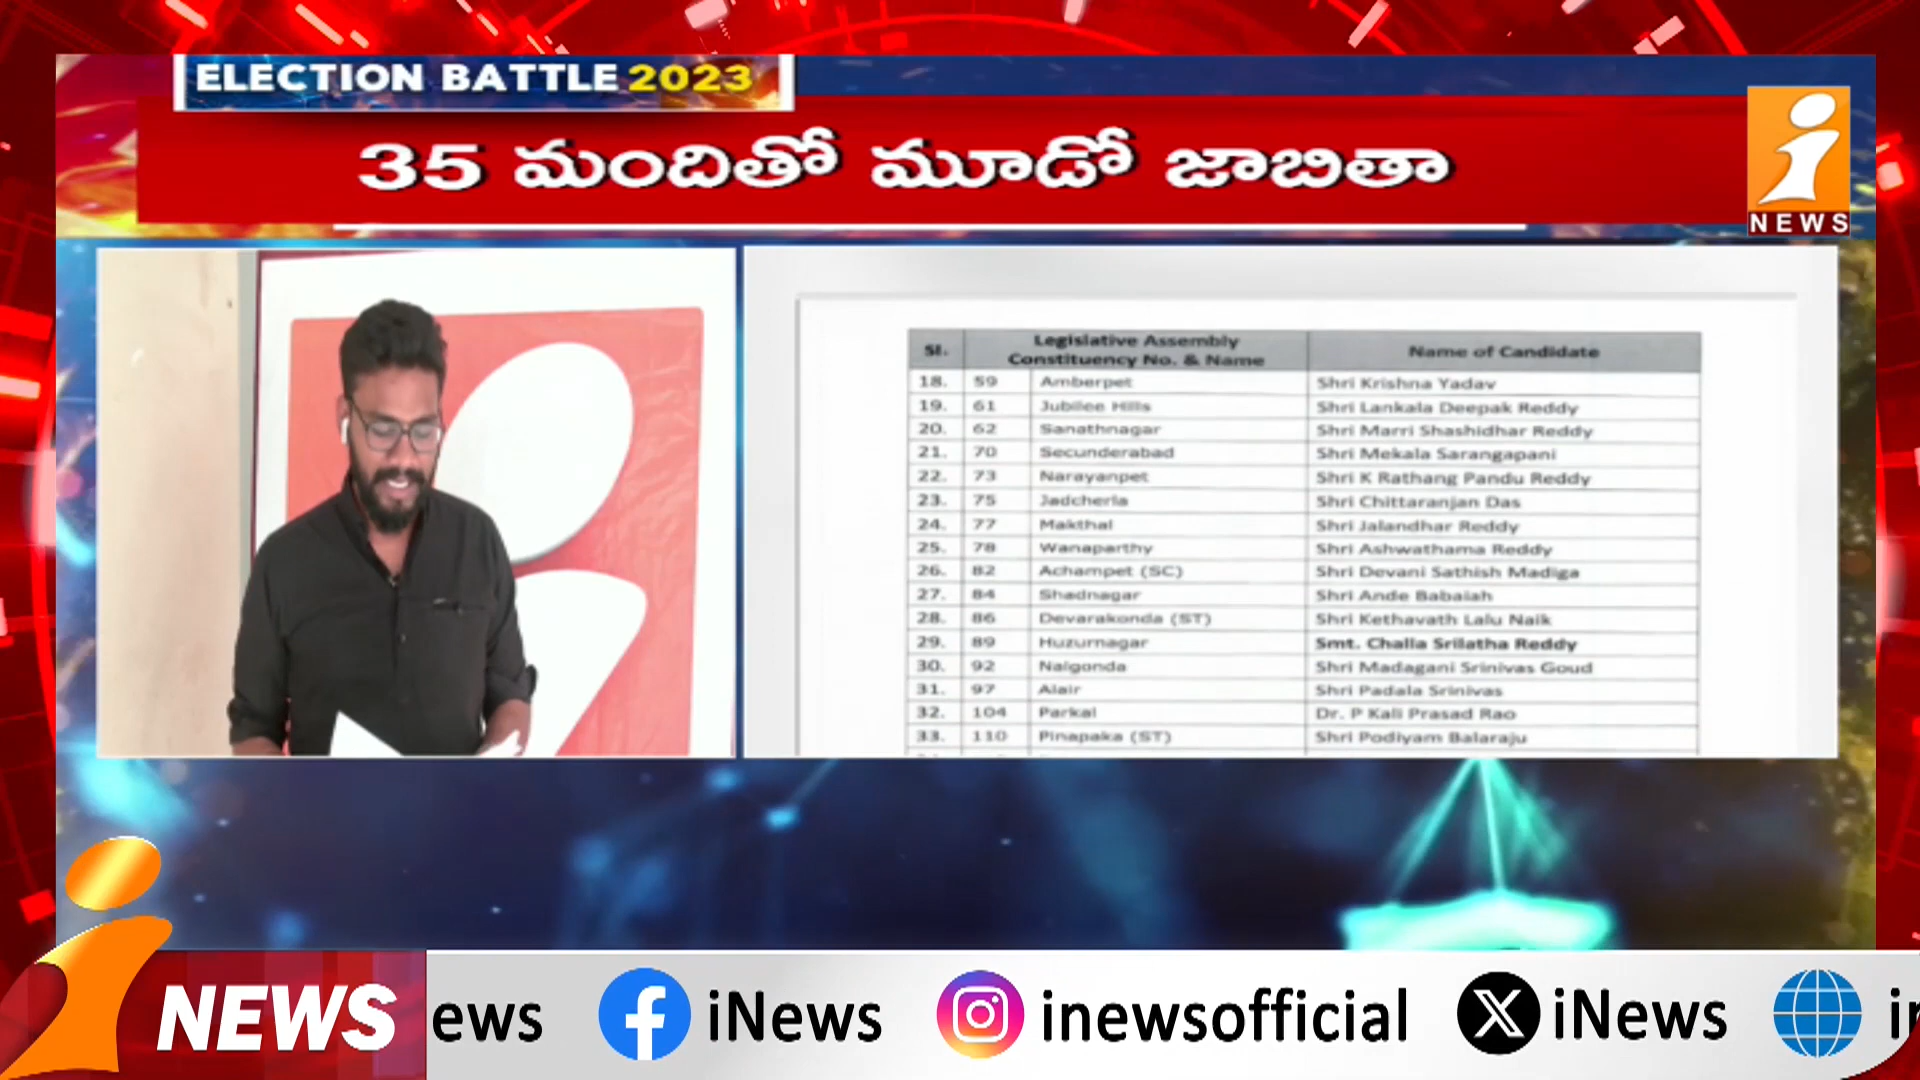 ELECTION BATTLE 2023
35 మందితో మూడో జాబితా
i
NEWS
Sl. Legislative Assembly Constituency No. & Name Name of Candidate
18. 59 Amberpet Shri Krishna Yadav
19. 61 Jubilee Hills Shri Lankala Deepak Reddy
20. 62 Sanathnagar Shri Marri Shashidhar Reddy
21. 70 Secunderabad Shri Mekala Sarangapani
22. 73 Narayanpet Shri K Rathang Pandu Reddy
23. 75 Jadcherla Shri Chittaranjan Das
24. 77 Makthal Shri Jalandhar Reddy
25. 78 Wanaparthy Shri Ashwathama Reddy
26. 82 Achampet (SC) Shri Devani Sathish Madiga
27. 84 Shadnagar Shri Ande Babaiah
28. 86 Devarakonda (ST) Shri Kethavath Lalu Naik
29. 89 Huzurnagar Smt. Challa Srilatha Reddy
30. 92 Nalgonda Shri Madagani Srinivas Goud
31. 97 Alair Shri Padala Srinivas
32. 104 Parkal Dr. P Kali Prasad Rao
33. 110 Pinapaka (ST) Shri Podiyam Balaraju
i NEWS ews iNews inewsofficial iNews